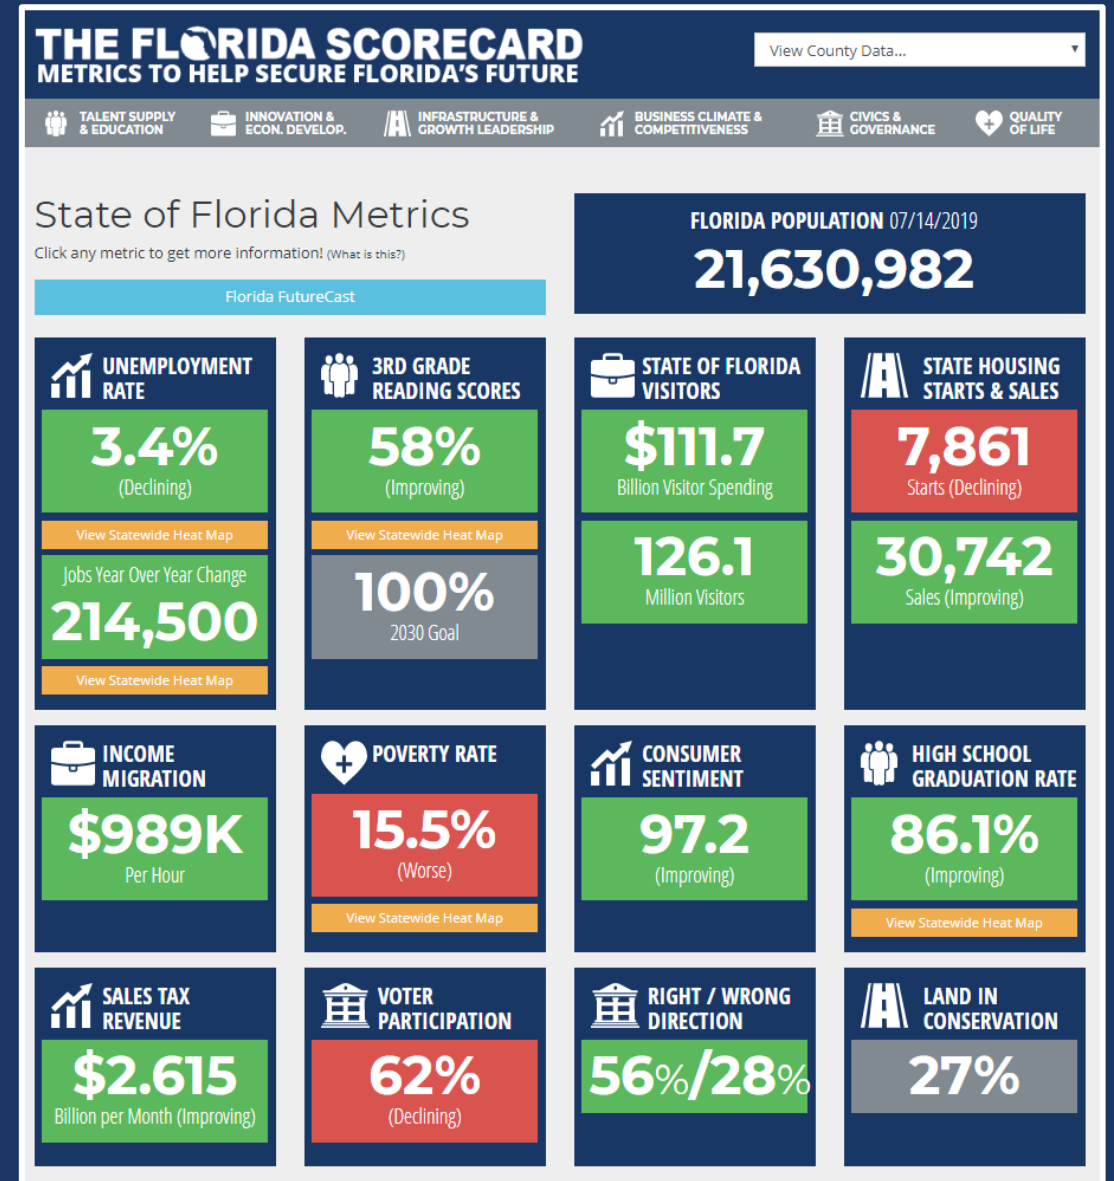 THE FLORIDA SCORECARD
METRICS TO HELP SECURE FLORIDA'S FUTURE
View County Data...
TALENT SUPPLY
& EDUCATION
INNOVATION &
ECON. DEVELOP.
INFRASTRUCTURE &
GROWTH LEADERSHIP
BUSINESS CLIMATE &
COMPETITIVENESS
CIVICS &
GOVERNANCE
QUALITY
OF LIFE
State of Florida Metrics
Click any metric to get more information! (What is this?)
Florida FutureCast
FLORIDA POPULATION 07/14/2019
21,630,982
UNEMPLOYMENT
RATE
3.4%
(Declining)
View Statewide Heat Map
Jobs Year Over Year Change
214,500
View Statewide Heat Map
3RD GRADE
READING SCORES
58%
(Improving)
View Statewide Heat Map
100%
2030 Goal
STATE OF FLORIDA
VISITORS
$111.7
Billion Visitor Spending
126.1
Million Visitors
STATE HOUSING
STARTS & SALES
7,861
Starts (Declining)
30,742
Sales (Improving)
INCOME
MIGRATION
$989K
Per Hour
POVERTY RATE
15.5%
(Worse)
View Statewide Heat Map
CONSUMER
SENTIMENT
97.2
(Improving)
HIGH SCHOOL
GRADUATION RATE
86.1%
(Improving)
View Statewide Heat Map
SALES TAX
REVENUE
$2.615
Billion per Month (Improving)
VOTER
PARTICIPATION
62%
(Declining)
RIGHT / WRONG
DIRECTION
56%/28%
LAND IN
CONSERVATION
27%